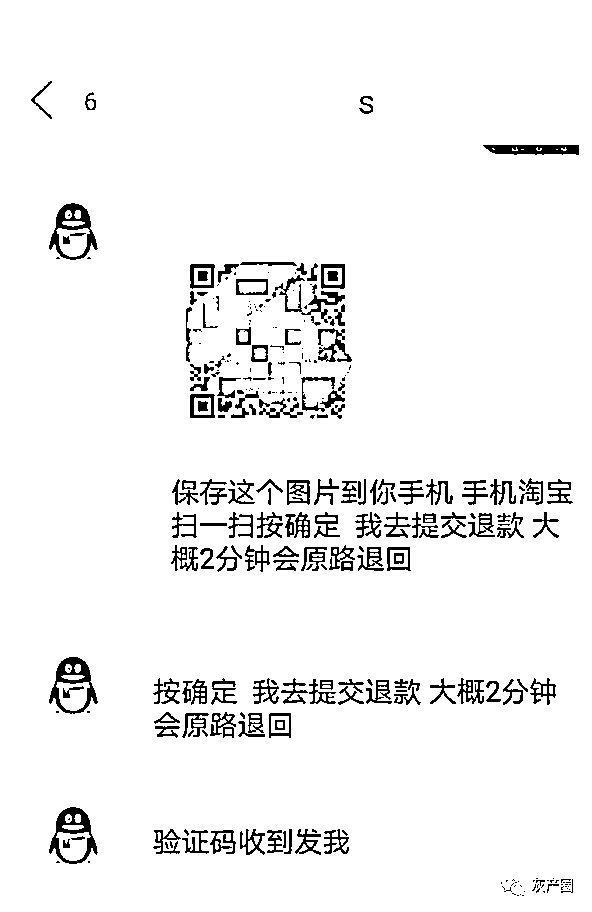 6
S
保存这个图片到你手机 手机淘宝
扫一扫按确定 我去提交退款 大
概2分钟会原路退回
按确定 我去提交退款 大概2分钟
会原路退回
验证码收到发我
灰产圈